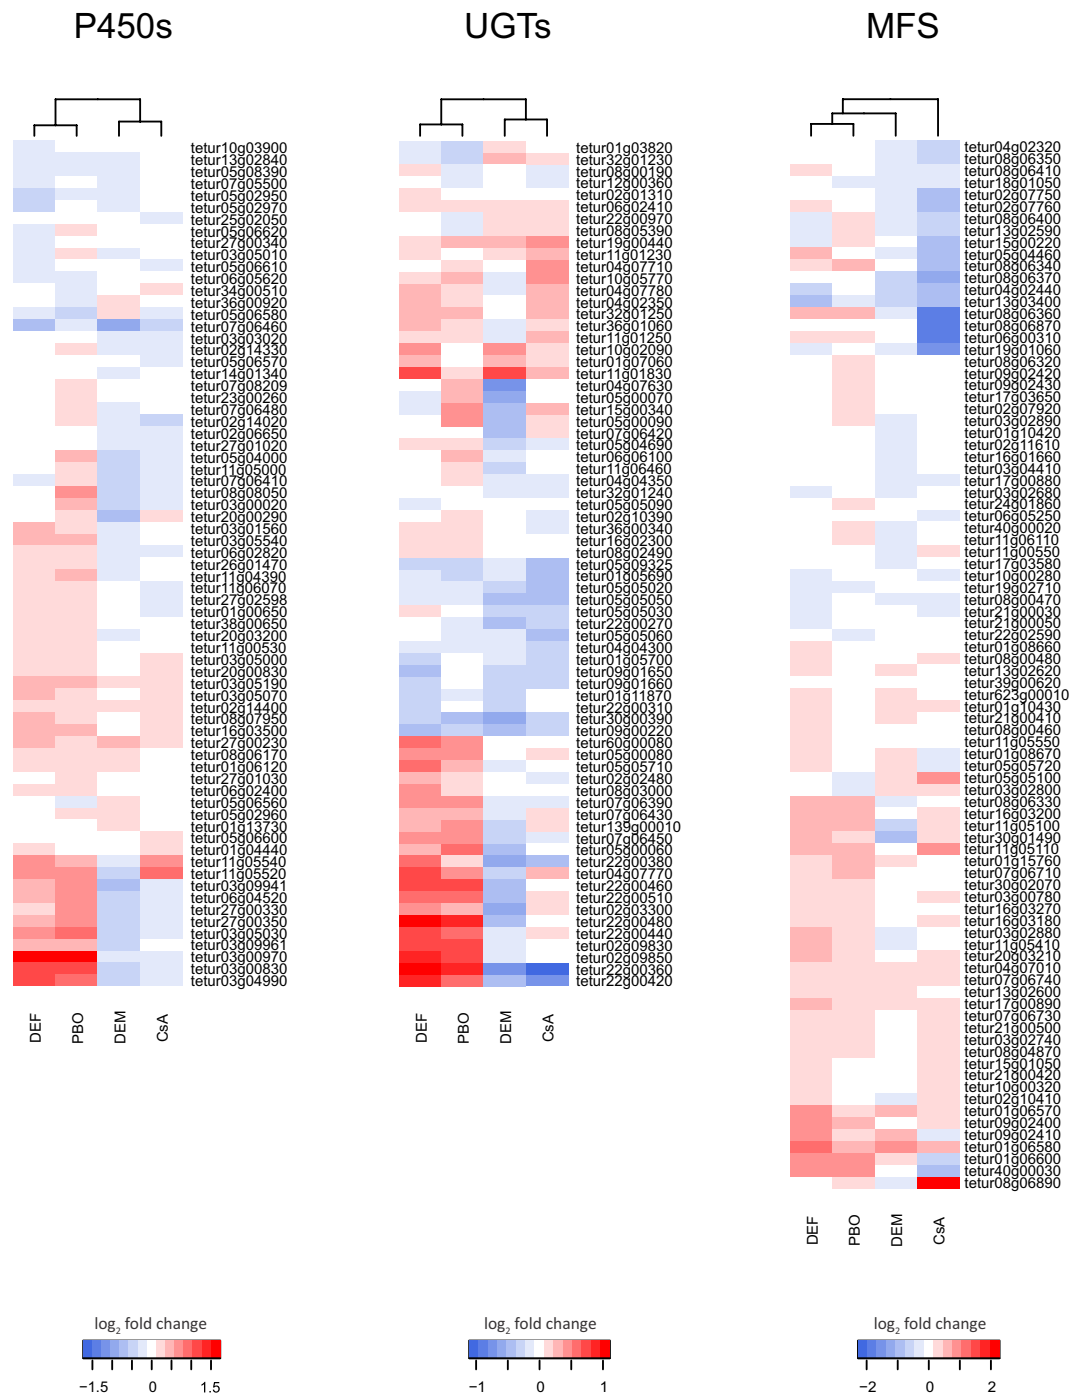 P450s
tetur10g03900
tetur13g02840
tetur05g08390
tetur07g05500
tetur05g02950
tetur05g02970
tetur25g02050
tetur05g06620
tetur27g00340
tetur03g05010
tetur05g06610
tetur06g05620
tetur34g00510
tetur36g00920
tetur05g06580
tetur07g06460
tetur03g03020
tetur02g14330
tetur05g06570
tetur14g01340
tetur07g08209
tetur23g00260
tetur07g06480
tetur02g14020
tetur02g06650
tetur27g01020
tetur05g04000
tetur11g05000
tetur07g06410
tetur08g08050
tetur03g00020
tetur20g00290
tetur03g01560
tetur03g05540
tetur06g02820
tetur26g01470
tetur11g04390
tetur11g06070
tetur27g02598
tetur01g00650
tetur38g00650
tetur20g03200
tetur11g00530
tetur03g05000
tetur20g00830
tetur03g05190
tetur03g05070
tetur02g14400
tetur08g07950
tetur16g03500
tetur27g00230
tetur08g06170
tetur01g06120
tetur27g01030
tetur06g02400
tetur05g06560
tetur05g02960
tetur01g13730
tetur05g06600
tetur01g04440
tetur11g05540
tetur11g05520
tetur03g09941
tetur06g04520
tetur27g00330
tetur27g00350
tetur03g05030
tetur03g09961
tetur03g00970
tetur03g00830
tetur03g04990
DEF PBO DEM CsA
log2 fold change
−1.5 0 1.5
UGTs
tetur01g03820
tetur32g01230
tetur08g00190
tetur12g00360
tetur02g01310
tetur06g02410
tetur22g00970
tetur08g05390
tetur19g00440
tetur11g01230
tetur04g07710
tetur10g05770
tetur04g07780
tetur04g02350
tetur32g01250
tetur36g01060
tetur11g01250
tetur10g02090
tetur01g07060
tetur11g01830
tetur04g07630
tetur05g00070
tetur15g00340
tetur05g00090
tetur07g06420
tetur05g04690
tetur06g06100
tetur11g06460
tetur04g04350
tetur32g01240
tetur05g05090
tetur02g10390
tetur36g00340
tetur16g02300
tetur08g02490
tetur05g09325
tetur01g05690
tetur05g05020
tetur05g05050
tetur05g05030
tetur22g00270
tetur05g05060
tetur04g04300
tetur01g05700
tetur09g01650
tetur09g01660
tetur01g11870
tetur22g00310
tetur30g00390
tetur09g00220
tetur60g00080
tetur05g00080
tetur05g05710
tetur02g02480
tetur08g03000
tetur07g06390
tetur07g06430
tetur139g00010
tetur07g06450
tetur05g00060
tetur22g00380
tetur04g07770
tetur22g00460
tetur22g00510
tetur02g03300
tetur22g00480
tetur22g00440
tetur02g09830
tetur02g09850
tetur22g00360
tetur22g00420
DEF PBO DEM CsA
log2 fold change
−1 0 1
MFS
tetur04g02320
tetur08g06350
tetur08g06410
tetur18g01050
tetur02g07750
tetur02g07760
tetur08g06400
tetur13g02590
tetur15g00220
tetur05g04460
tetur08g06340
tetur08g06370
tetur04g02440
tetur13g03400
tetur08g06360
tetur08g06870
tetur06g00310
tetur19g01060
tetur08g06320
tetur09g02420
tetur09g02430
tetur17g03650
tetur02g07920
tetur03g02890
tetur01g10420
tetur02g11610
tetur16g01660
tetur03g04410
tetur17g00880
tetur03g02680
tetur24g01860
tetur06g05250
tetur40g00020
tetur11g06110
tetur11g00550
tetur17g03580
tetur10g00280
tetur19g02710
tetur08g00470
tetur21g00030
tetur21g00050
tetur22g02590
tetur01g08660
tetur08g00480
tetur13g02620
tetur39g00620
tetur623g00010
tetur01g10430
tetur21g00410
tetur08g00460
tetur11g05550
tetur01g08670
tetur05g05720
tetur05g05100
tetur03g02800
tetur08g06330
tetur16g03200
tetur11g05100
tetur30g01490
tetur11g05110
tetur01g15760
tetur07g06710
tetur30g02070
tetur03g00780
tetur16g03270
tetur16g03180
tetur03g02880
tetur11g05410
tetur20g03210
tetur04g07010
tetur07g06740
tetur13g02600
tetur17g00890
tetur07g06730
tetur21g00500
tetur03g02740
tetur08g04870
tetur15g01050
tetur21g00420
tetur10g00320
tetur02g10410
tetur01g06570
tetur09g02400
tetur09g02410
tetur01g06580
tetur01g06600
tetur40g00030
tetur08g06890
DEF PBO DEM CsA
log2 fold change
−2 0 2